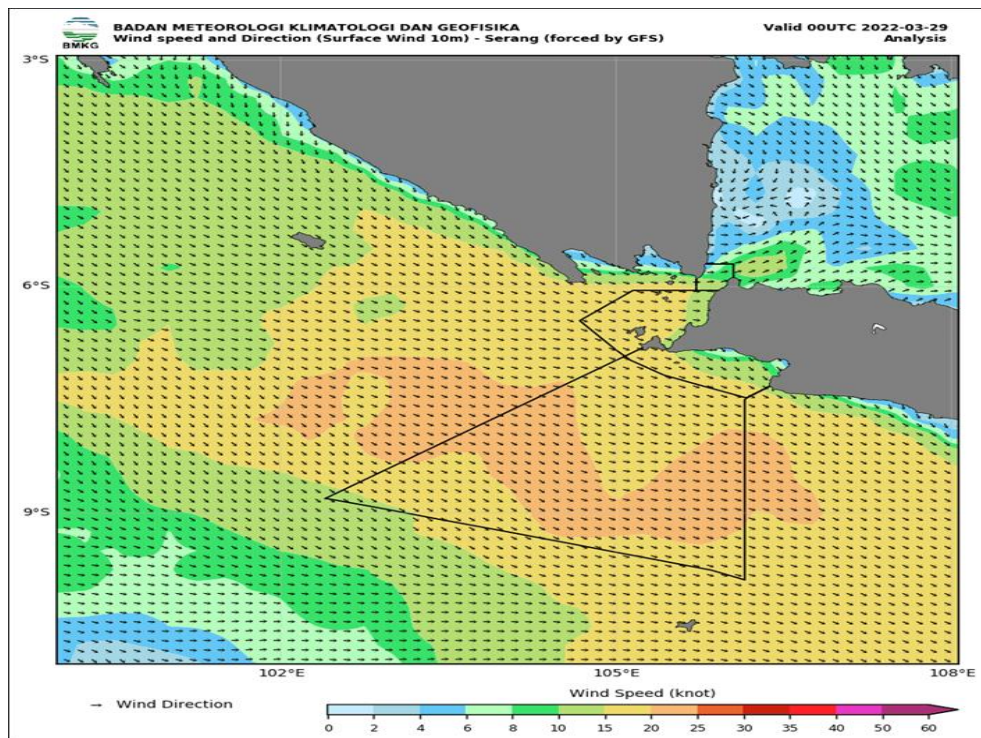 BADAN METEOROLOGI KLIMATOLOGI DAN GEOFISIKA
Valid 00UTC 2022-03-29
Wind speed and Direction (Surface Wind 10m) - Serang (forced by GFS)
Analysis
BMKG
3°S
6°S
9°S
102°E 105°E 108°E
Wind Direction
Wind Speed (knot)
0 2 4 6 8 10 15 20 25 30 35 40 50 60